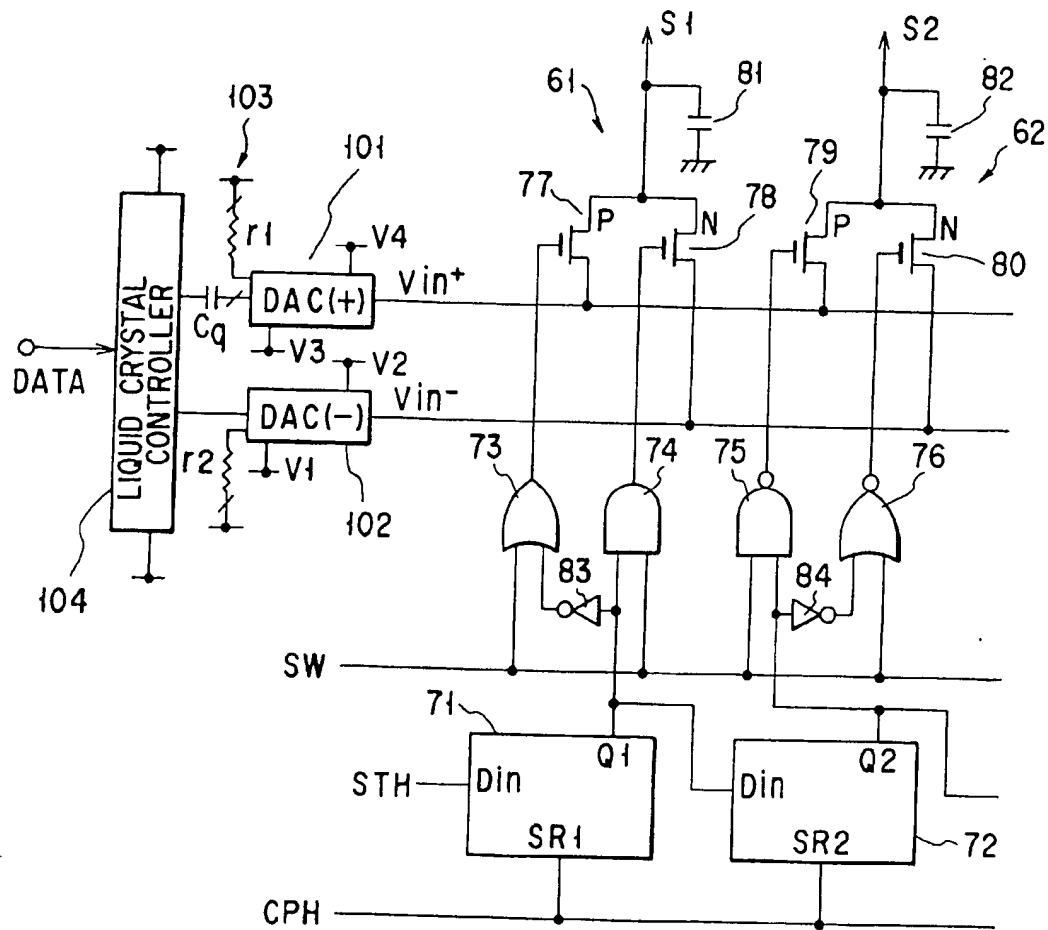 S1
S2
81
82
61
62
103
101
77
79
P
N
78
P
N
80
r1
V4
DAC(+)
Vin+
Cq
V3
V2
DATA
LIQUID CRYSTAL
CONTROLLER
DAC(-)
Vin-
r2
V1
102
73
74
75
76
104
83
84
SW
71
Q1
Q2
STH
Din
Din
SR1
SR2
72
CPH